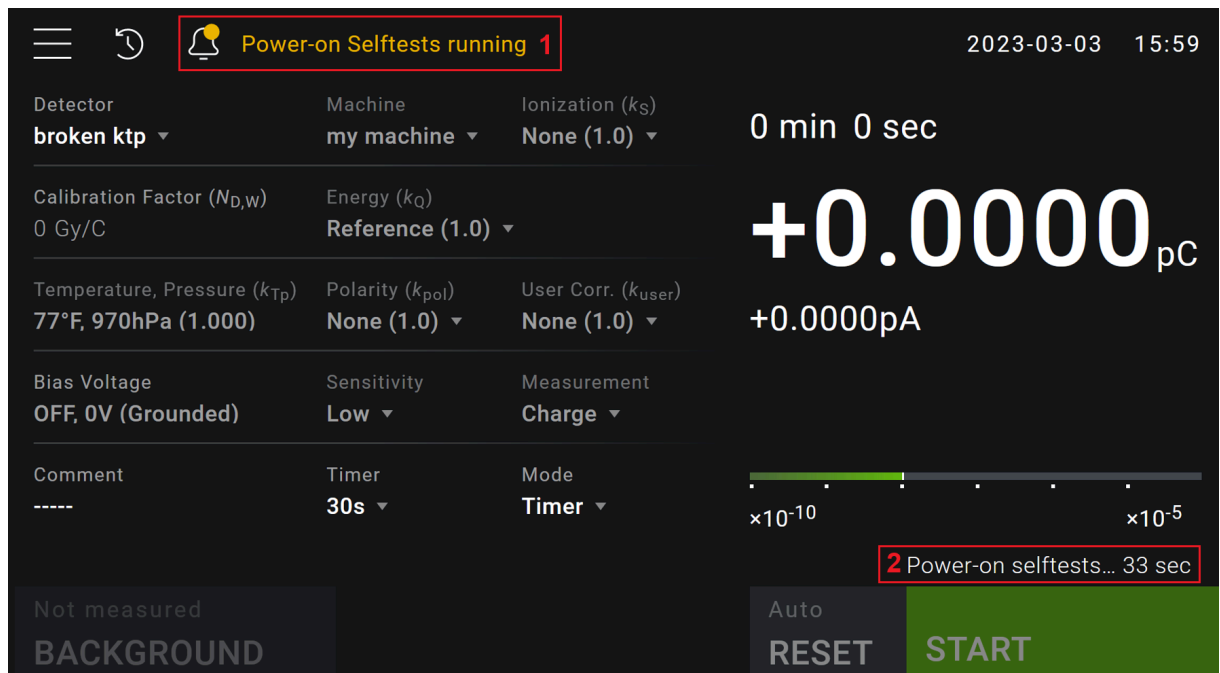 Power-on Selftests running 1
2023-03-03 15:59
Detector
broken ktp
Machine
my machine
Ionization (kS)
None (1.0)
Calibration Factor (ND,W)
0 Gy/C
Energy (kQ)
Reference (1.0)
Temperature, Pressure (kTp)
77°F, 970hPa (1.000)
Polarity (kpol)
None (1.0)
User Corr. (kuser)
None (1.0)
Bias Voltage
OFF, 0V (Grounded)
Sensitivity
Low
Measurement
Charge
Comment
-----
Timer
30s
Mode
Timer
0 min 0 sec
+0.0000 pC
+0.0000pA
×10-10
×10-5
2 Power-on selftests... 33 sec
Not measured
BACKGROUND
Auto
RESET
START